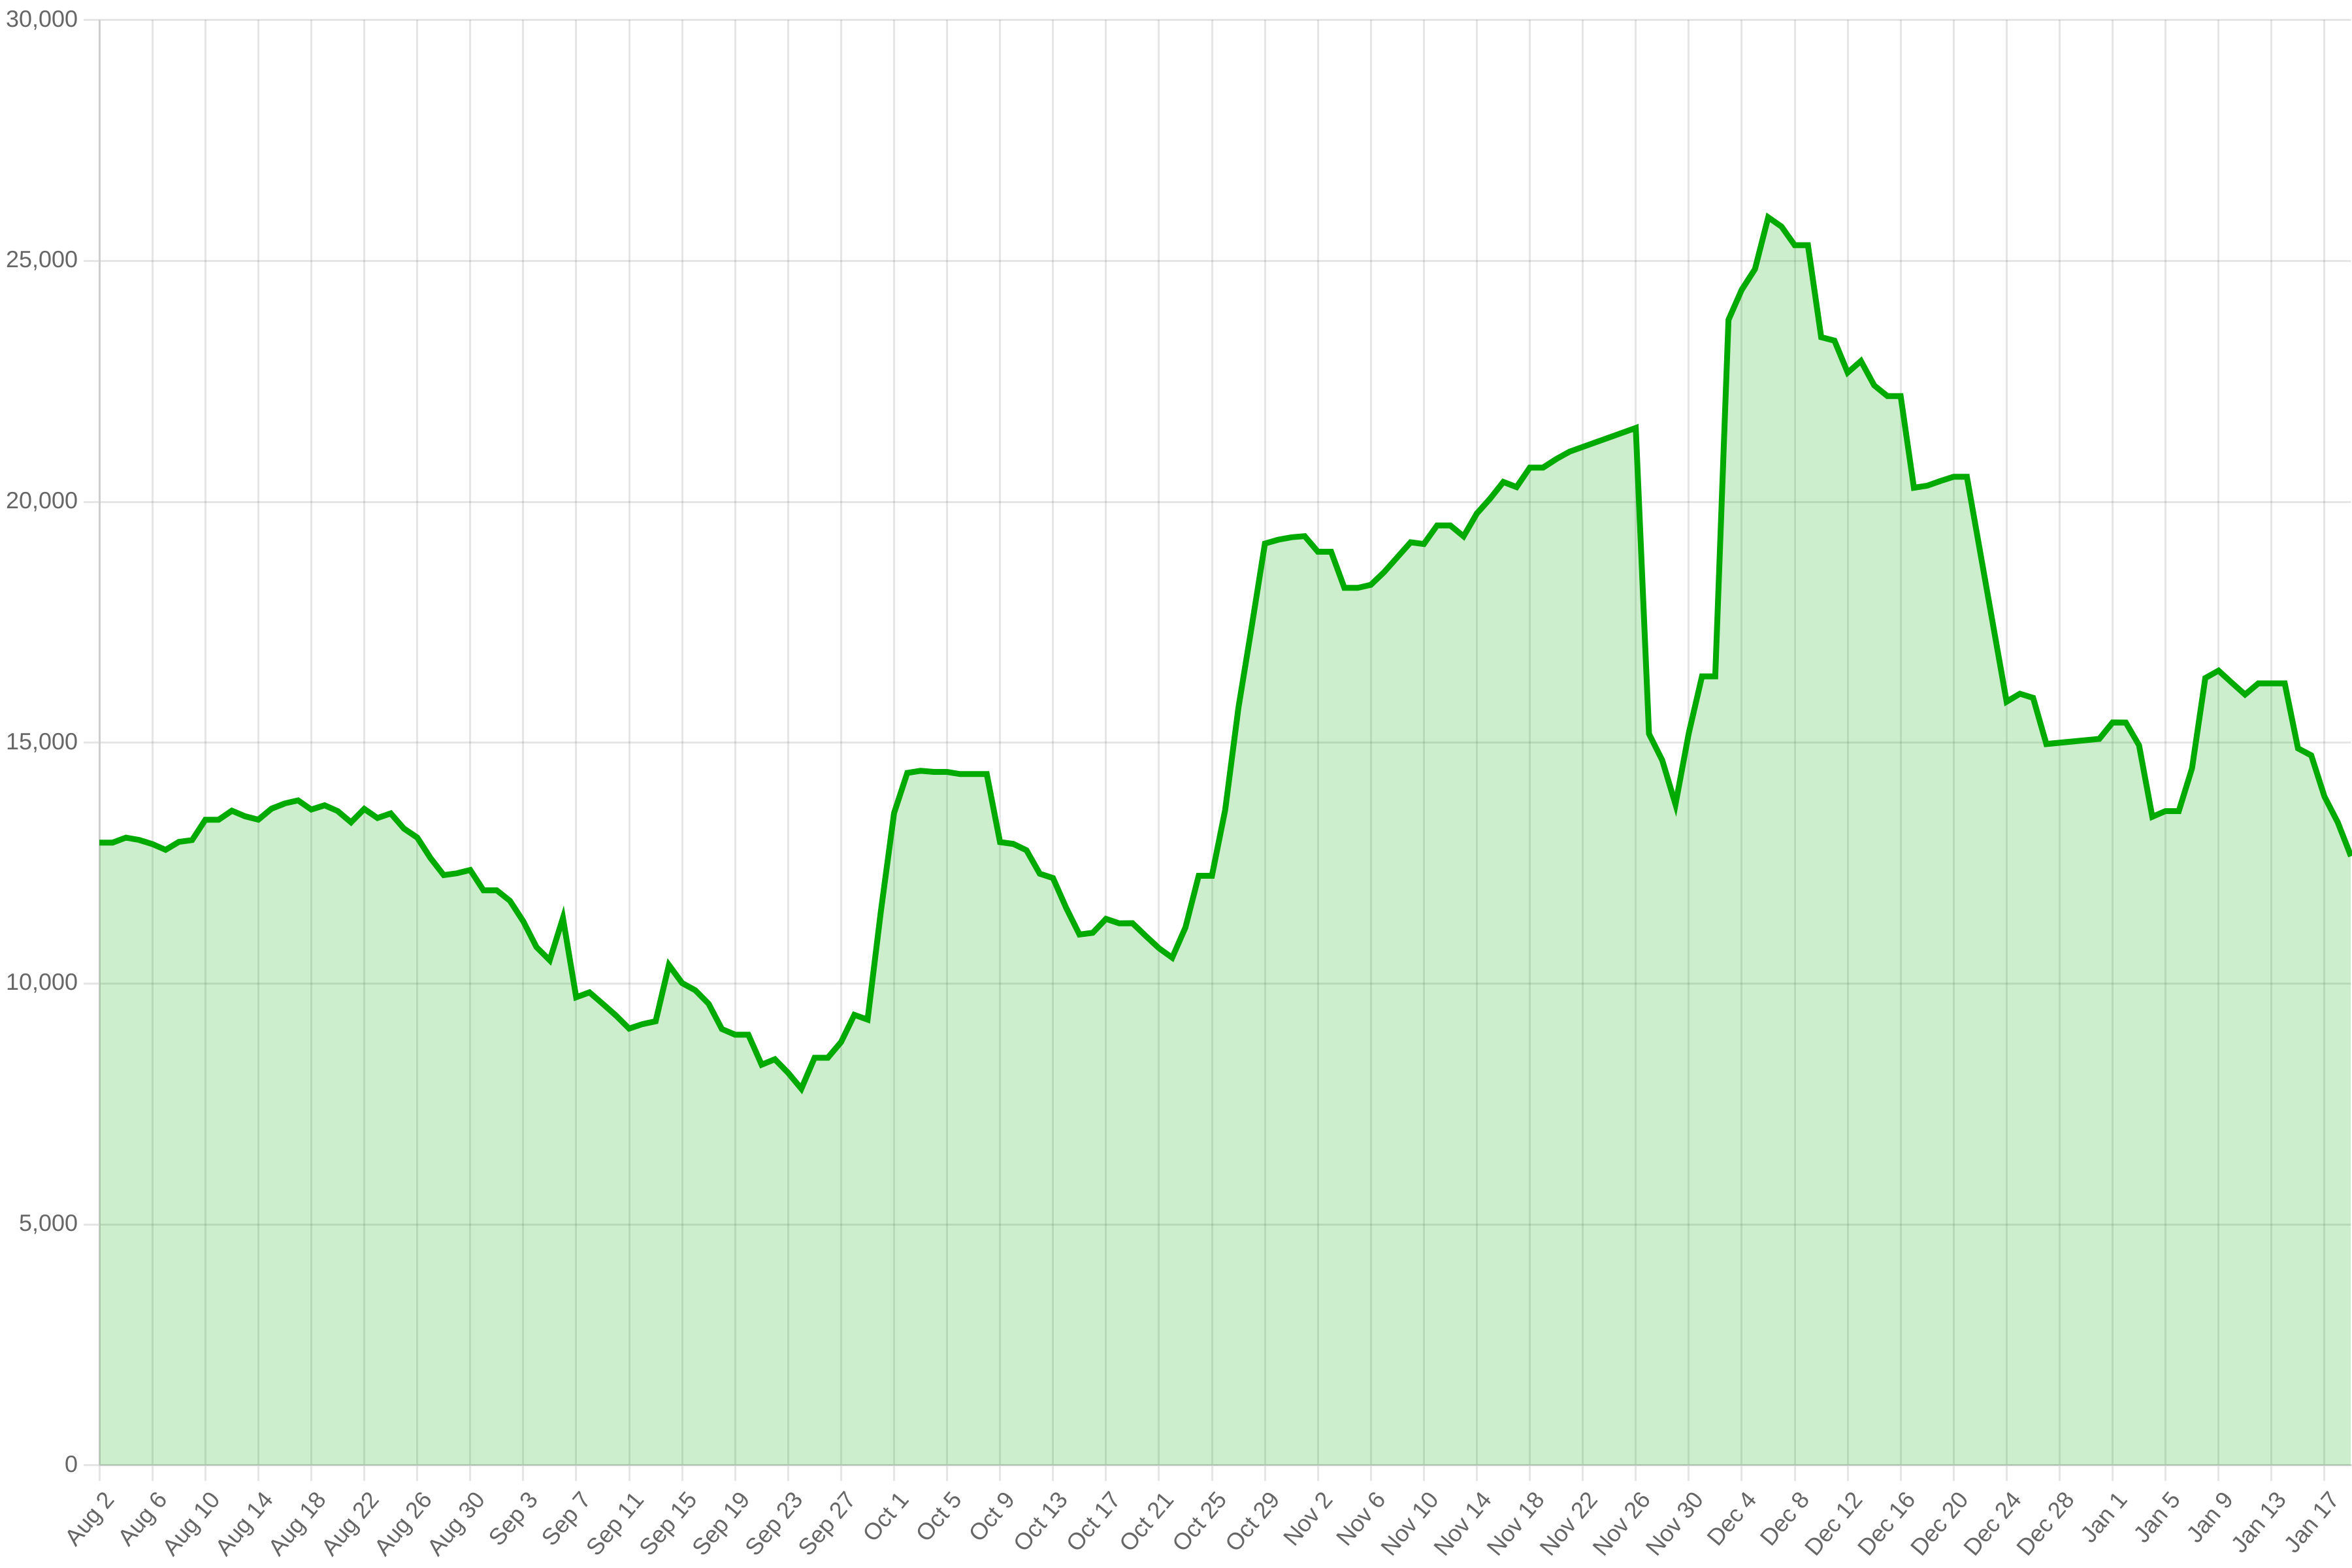 30,000
25,000
20,000
15,000
10,000
5,000
0
Aug 2
Aug 6
Aug 10
Aug 14
Aug 18
Aug 22
Aug 26
Aug 30
Sep 3
Sep 7
Sep 11
Sep 15
Sep 19
Sep 23
Sep 27
Oct 1
Oct 5
Oct 9
Oct 13
Oct 17
Oct 21
Oct 25
Oct 29
Nov 2
Nov 6
Nov 10
Nov 14
Nov 18
Nov 22
Nov 26
Nov 30
Dec 4
Dec 8
Dec 12
Dec 16
Dec 20
Dec 24
Dec 28
Jan 1
Jan 5
Jan 9
Jan 13
Jan 17